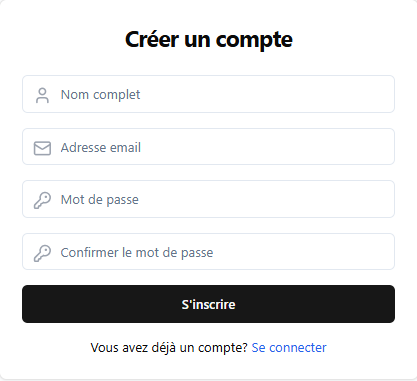 Créer un compte
Nom complet
Adresse email
Mot de passe
Confirmer le mot de passe
S'inscrire
Vous avez déjà un compte? Se connecter